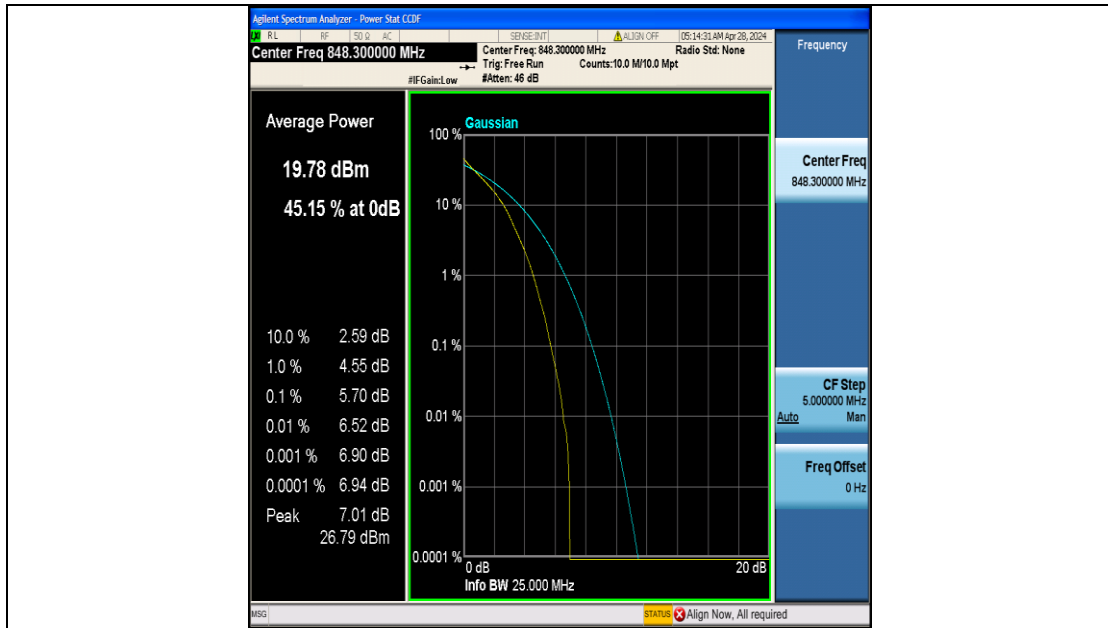 Agilent Spectrum Analyzer - Power Stat CCDF
RL RF 50 Ω AC SENSE:INT ALIGN OFF 05:14:31 AM Apr 28, 2024
Center Freq 848.300000 MHz
Center Freq: 848.300000 MHz Radio Std: None
Trig: Free Run Counts:10.0 M/10.0 Mpt
#IFGain:Low #Atten: 46 dB
Frequency
Average Power
19.78 dBm
45.15 % at 0dB
10.0 % 2.59 dB
1.0 % 4.55 dB
0.1 % 5.70 dB
0.01 % 6.52 dB
0.001 % 6.90 dB
0.0001 % 6.94 dB
Peak 7.01 dB
26.79 dBm
Gaussian
100 %
10 %
1 %
0.1 %
0.01 %
0.001 %
0.0001 %
0 dB 20 dB
Info BW 25.000 MHz
Center Freq
848.300000 MHz
CF Step
5.000000 MHz
Auto Man
Freq Offset
0 Hz
MSG STATUS Align Now, All required